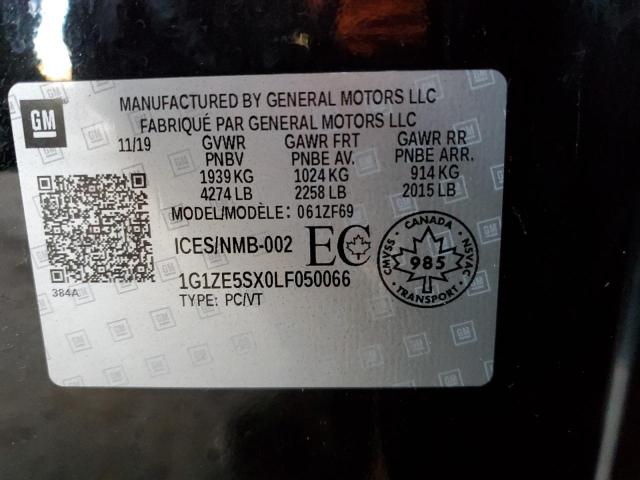 GM
MANUFACTURED BY GENERAL MOTORS LLC
FABRIQUÉ PAR GENERAL MOTORS LLC
11/19 GVWR GAWR FRT GAWR RR
PNBV PNBE AV. PNBE ARR.
1939 KG 1024 KG 914 KG
4274 LB 2258 LB 2015 LB
MODEL/MODÈLE: 061ZF69
ICES/NMB-002 EC
CANADA
CMVSS 985 NSVAC
TRANSPORT
384A
1G1ZE5SX0LF050066
TYPE: PC/VT